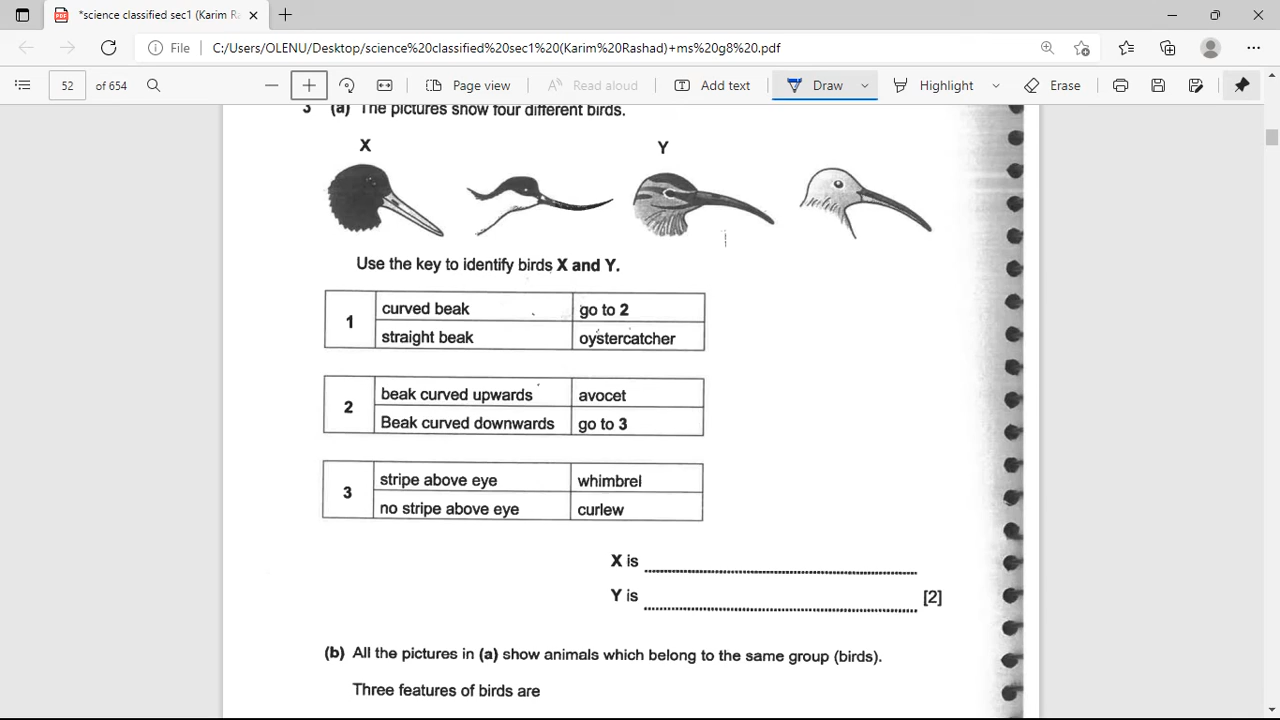 *science classified sec1 (Karim Ra
File
C:/Users/OLENU/Desktop/science%20classified%20sec1%20(Karim%20Rashad)+ms%20g8%20.pdf
52 of 654
Page view
Read aloud
Add text
Draw
Highlight
Erase
3 (a) The pictures show four different birds.
X Y
Use the key to identify birds X and Y.
1
curved beak go to 2
straight beak oystercatcher
2
beak curved upwards avocet
Beak curved downwards go to 3
3
stripe above eye whimbrel
no stripe above eye curlew
X is
Y is [2]
(b) All the pictures in (a) show animals which belong to the same group (birds).
Three features of birds are